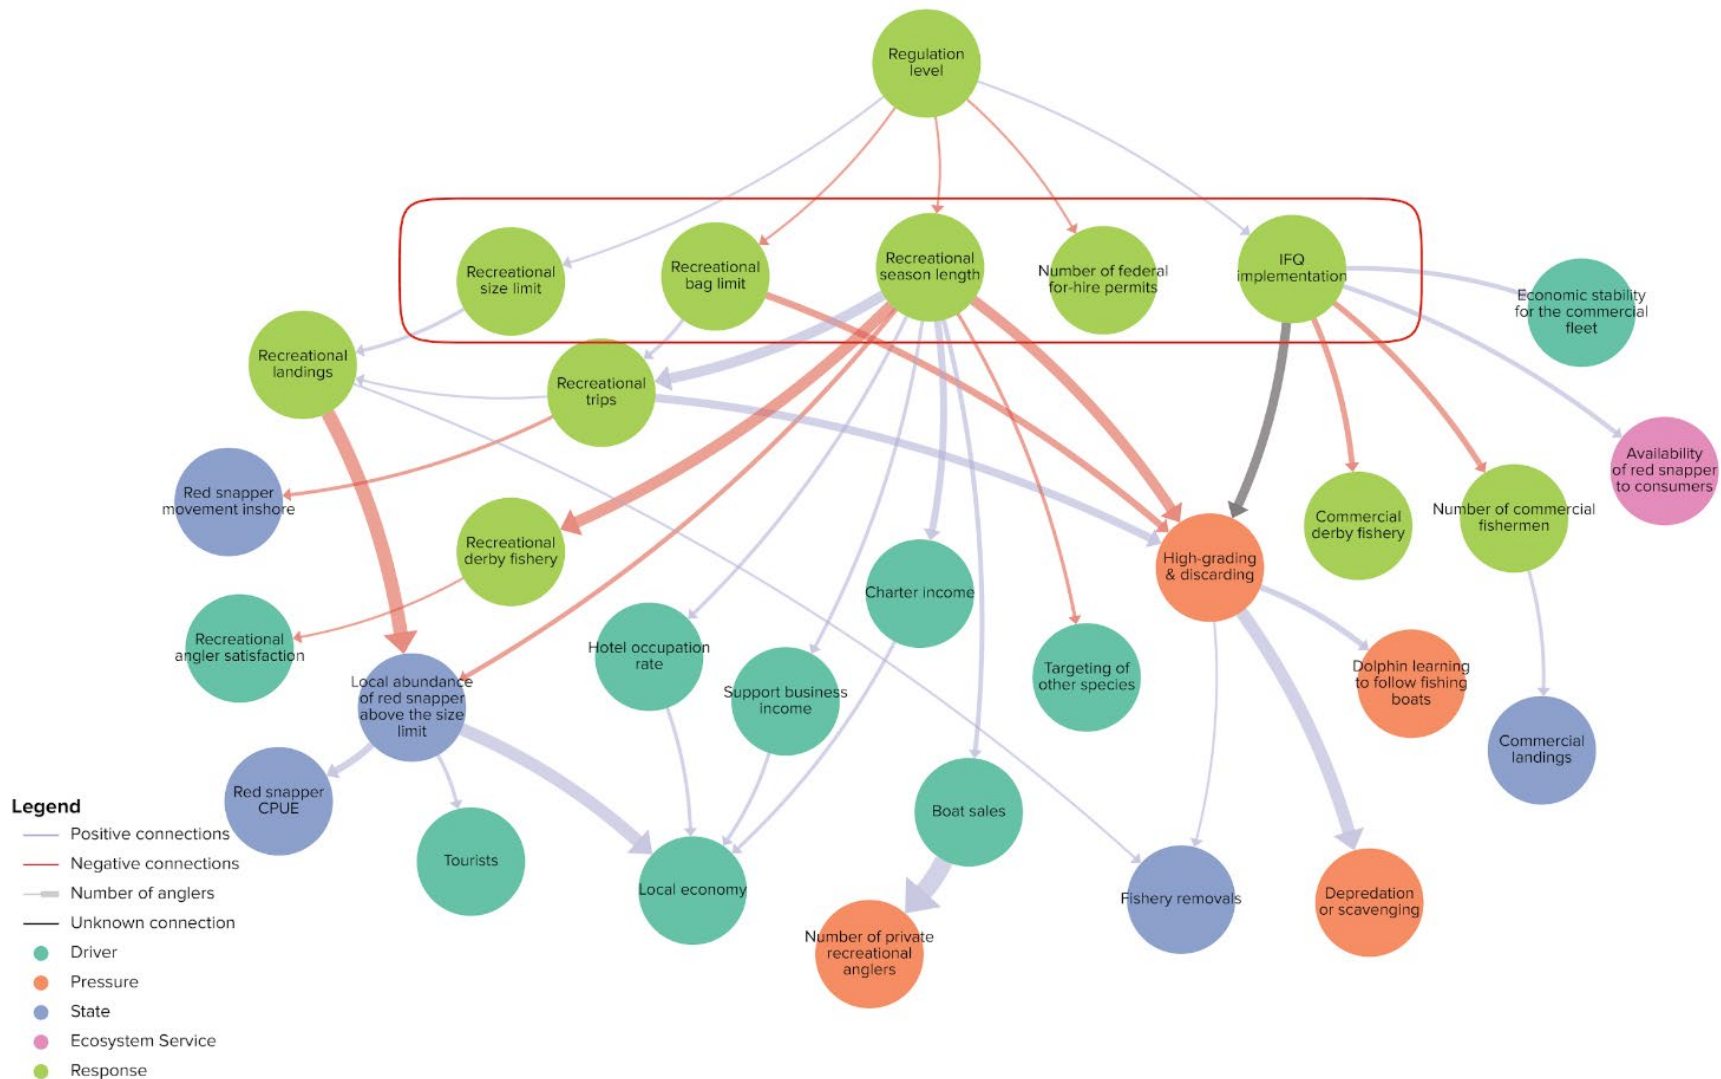 Regulation
level
Recreational
size limit
Recreational
bag limit
Recreational
season length
Number of federal
for-hire permits
IFQ
implementation
Economic stability
for the commercial
fleet
Recreational
landings
Recreational
trips
Availability
of red snapper
to consumers
Red snapper
movement inshore
Recreational
derby fishery
Commercial
derby fishery
Number of commercial
fishermen
High-grading
& discarding
Charter income
Recreational
angler satisfaction
Hotel occupation
rate
Support business
income
Targeting of
other species
Dolphin learning
to follow fishing
boats
Local abundance
of red snapper
above the size
limit
Commercial
landings
Red snapper
CPUE
Boat sales
Tourists
Local economy
Fishery removals
Depredation
or scavenging
Number of private
recreational
anglers
Legend
Positive connections
Negative connections
Number of anglers
Unknown connection
Driver
Pressure
State
Ecosystem Service
Response